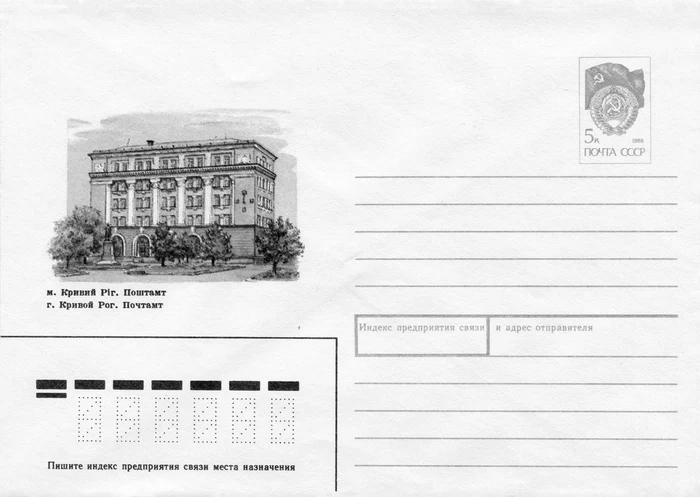 5 к 1988
ПОЧТА СССР
м. Кривий Ріг. Поштамт
г. Кривой Рог. Почтамт
Индекс предприятия связи и адрес отправителя
Пишите индекс предприятия связи места назначения